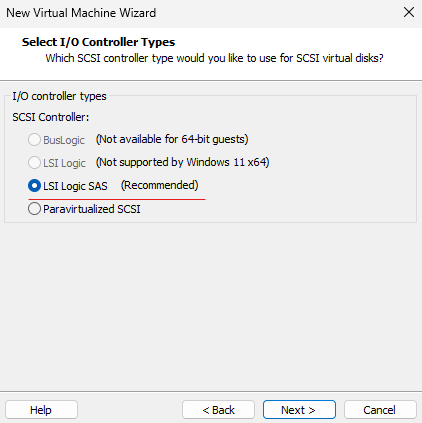 New Virtual Machine Wizard
Select I/O Controller Types
Which SCSI controller type would you like to use for SCSI virtual disks?
I/O controller types
SCSI Controller:
BusLogic (Not available for 64-bit guests)
LSI Logic (Not supported by Windows 11 x64)
LSI Logic SAS (Recommended)
Paravirtualized SCSI
Help < Back Next > Cancel